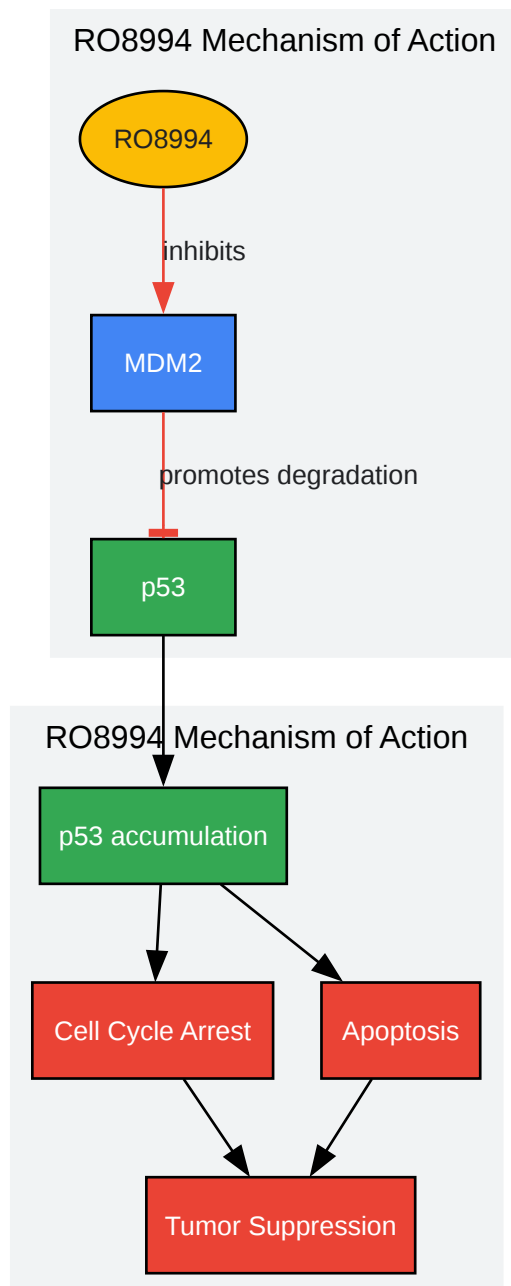 RO8994 Mechanism of Action
RO8994
inhibits
MDM2
promotes degradation
p53
RO8994 Mechanism of Action
p53 accumulation
Cell Cycle Arrest
Apoptosis
Tumor Suppression